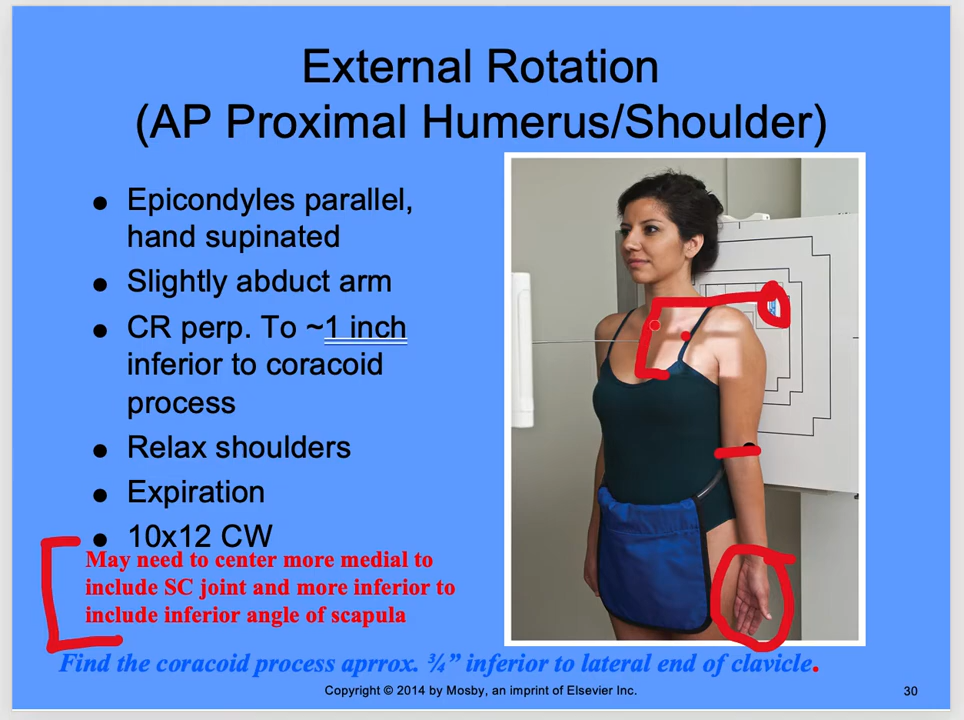 External Rotation
(AP Proximal Humerus/Shoulder)
● Epicondyles parallel,
hand supinated
● Slightly abduct arm
● CR perp. To ~1 inch
inferior to coracoid
process
● Relax shoulders
● Expiration
● 10x12 CW
May need to center more medial to
include SC joint and more inferior to
include inferior angle of scapula
Find the coracoid process aprrox. ¾” inferior to lateral end of clavicle.
Copyright © 2014 by Mosby, an imprint of Elsevier Inc.
30